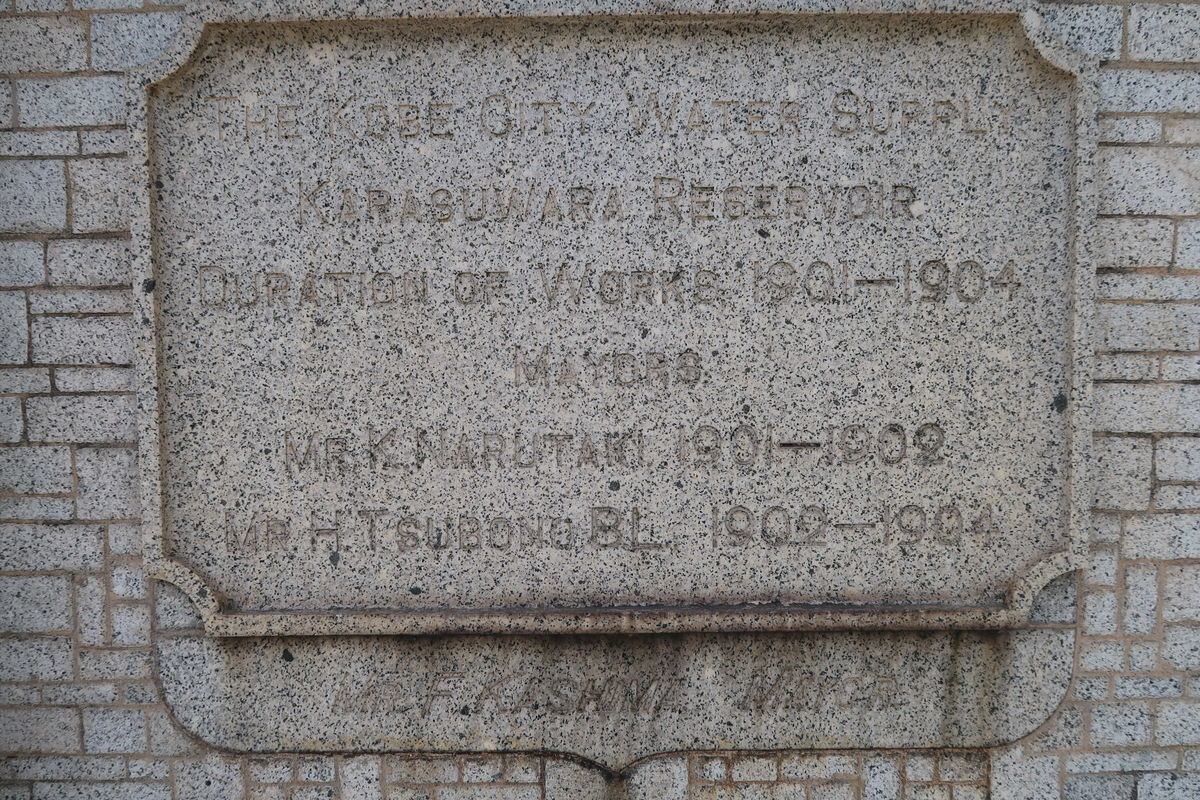 THE KOBE CITY WATER SUPPLY
KARASUWARA RESERVOIR
DURATION OF WORKS 1901—1904
MAYORS
MR. K. NARUTAKI. 1901—1902
MR. H. TSUBONO BL. 1902—1904
MR. F. KASHIMA. MAYOR.